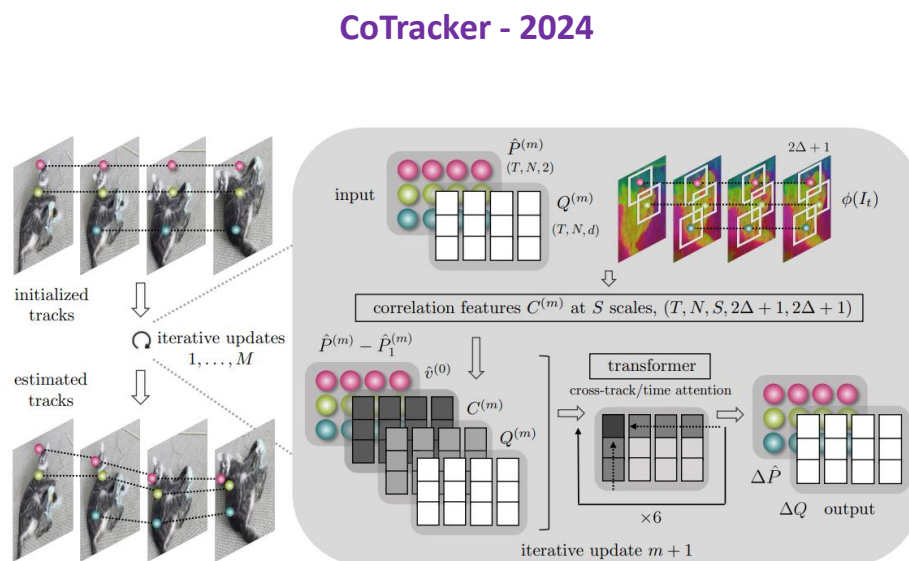 CoTracker - 2024
initialized
tracks
iterative updates
1, . . . , M
estimated
tracks
input
P̂^(m)
(T, N, 2)
Q^(m)
(T, N, d)
2Δ + 1
ϕ(I_t)
correlation features C^(m) at S scales, (T, N, S, 2Δ + 1, 2Δ + 1)
P̂^(m) − P̂_1^(m)
v̂^(0)
C^(m)
Q^(m)
transformer
cross-track/time attention
×6
ΔP̂
ΔQ output
iterative update m + 1